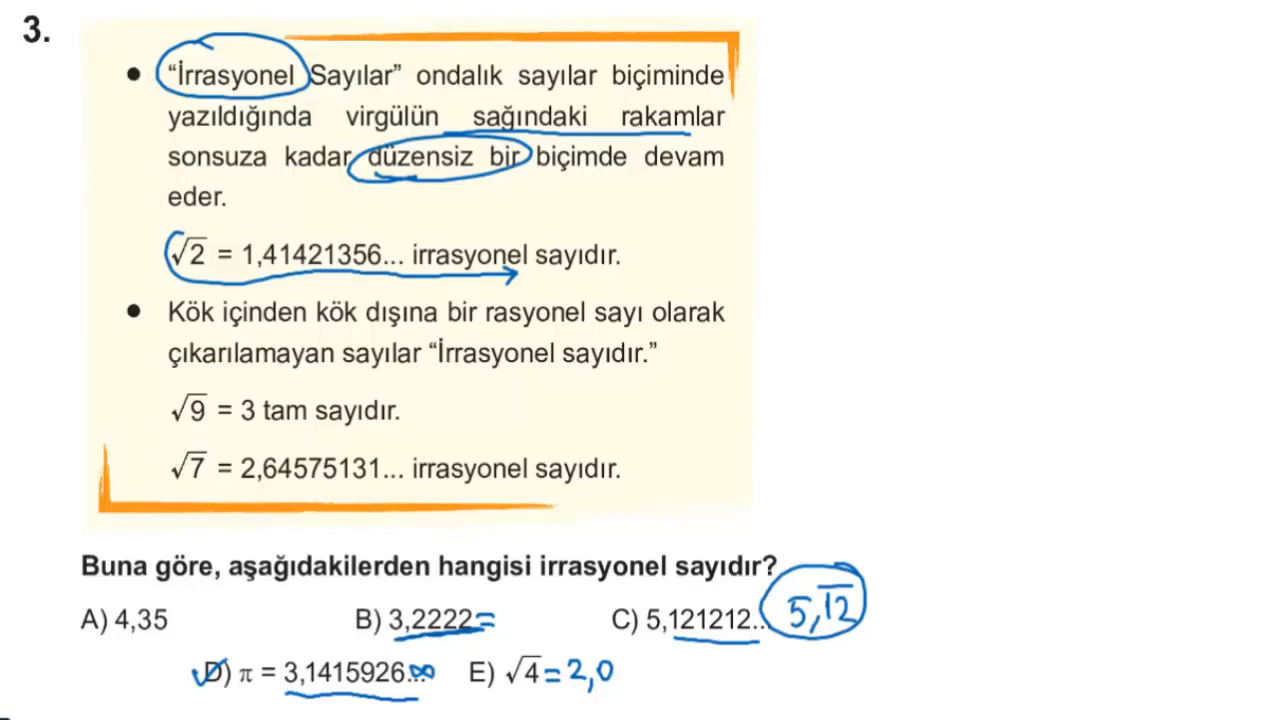 3.
● “İrrasyonel Sayılar” ondalık sayılar biçiminde
yazıldığında virgülün sağındaki rakamlar
sonsuza kadar düzensiz bir biçimde devam
eder.
√2 = 1,41421356... irrasyonel sayıdır.
● Kök içinden kök dışına bir rasyonel sayı olarak
çıkarılamayan sayılar “İrrasyonel sayıdır.”
√9 = 3 tam sayıdır.
√7 = 2,64575131... irrasyonel sayıdır.
Buna göre, aşağıdakilerden hangisi irrasyonel sayıdır?
A) 4,35 B) 3,2222= C) 5,121212... 5,1̅2̅
D) π = 3,1415926...∞ E) √4 = 2,0